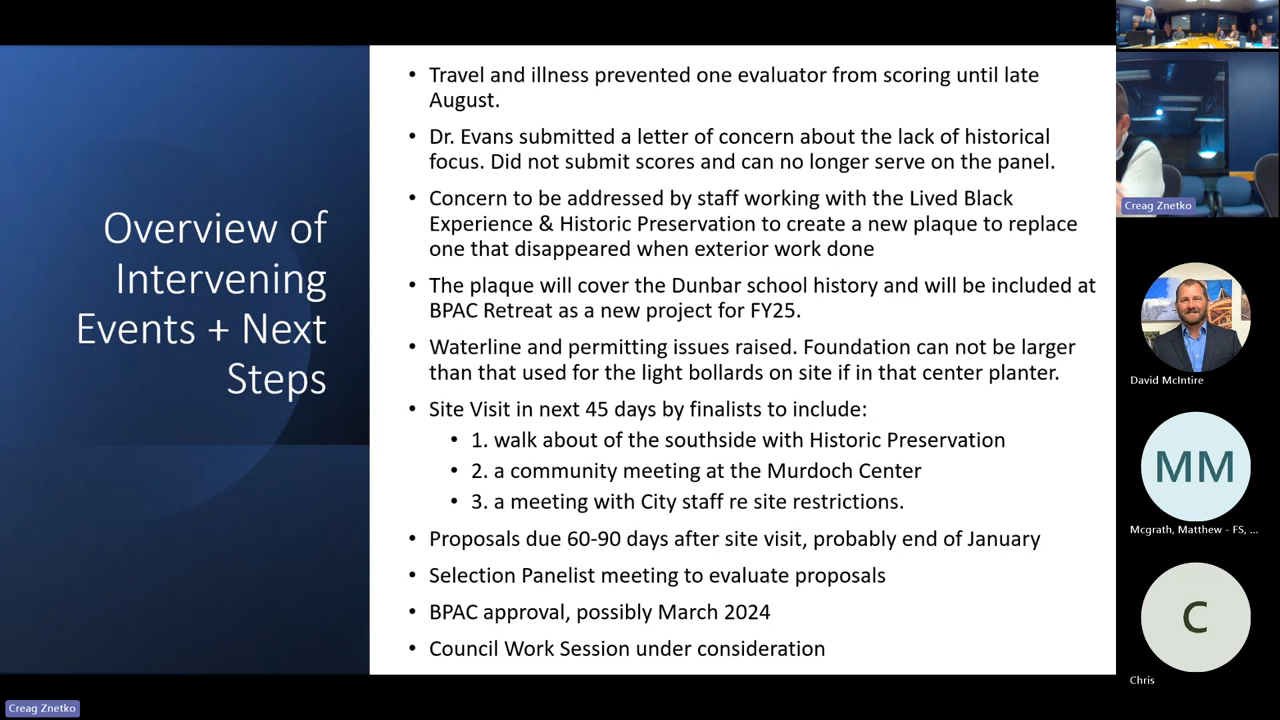 Overview of
Intervening
Events + Next
Steps
• Travel and illness prevented one evaluator from scoring until late
August.
• Dr. Evans submitted a letter of concern about the lack of historical
focus. Did not submit scores and can no longer serve on the panel.
• Concern to be addressed by staff working with the Lived Black
Experience & Historic Preservation to create a new plaque to replace
one that disappeared when exterior work done
• The plaque will cover the Dunbar school history and will be included at
BPAC Retreat as a new project for FY25.
• Waterline and permitting issues raised. Foundation can not be larger
than that used for the light bollards on site if in that center planter.
• Site Visit in next 45 days by finalists to include:
• 1. walk about of the southside with Historic Preservation
• 2. a community meeting at the Murdoch Center
• 3. a meeting with City staff re site restrictions.
• Proposals due 60-90 days after site visit, probably end of January
• Selection Panelist meeting to evaluate proposals
• BPAC approval, possibly March 2024
• Council Work Session under consideration
Creag Znetko
David McIntire
MM
Mcgrath, Matthew - FS, ...
C
Chris
Creag Znetko